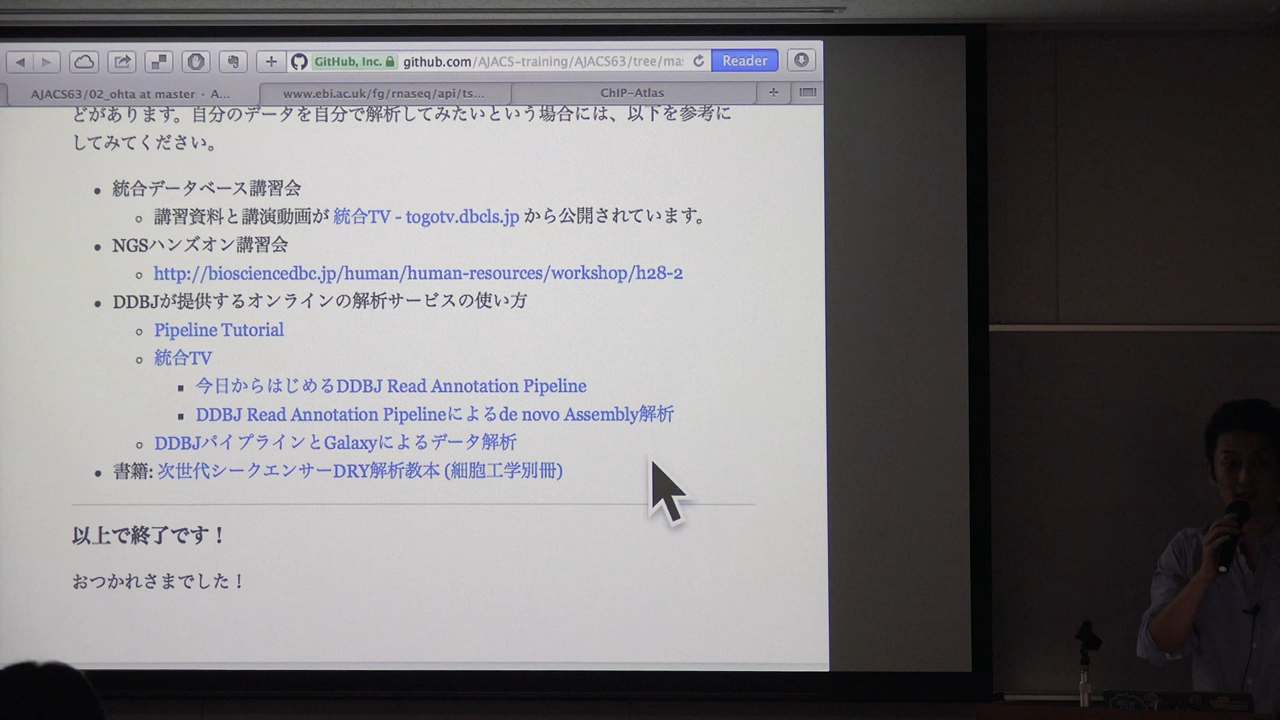 GitHub, Inc. github.com/AJACS-training/AJACS63/tree/mas Reader
AJACS63/02_ohta at master · A... www.ebi.ac.uk/fg/rnaseq/api/ts... ChIP-Atlas
どがあります。自分のデータを自分で解析してみたいという場合には、以下を参考に
してみてください。
統合データベース講習会
講習資料と講演動画が 統合TV - togotv.dbcls.jp から公開されています。
NGSハンズオン講習会
http://biosciencedbc.jp/human/human-resources/workshop/h28-2
DDBJが提供するオンラインの解析サービスの使い方
Pipeline Tutorial
統合TV
今日からはじめるDDBJ Read Annotation Pipeline
DDBJ Read Annotation Pipelineによるde novo Assembly解析
DDBJパイプラインとGalaxyによるデータ解析
書籍: 次世代シークエンサーDRY解析教本 (細胞工学別冊)
以上で終了です！
おつかれさまでした！